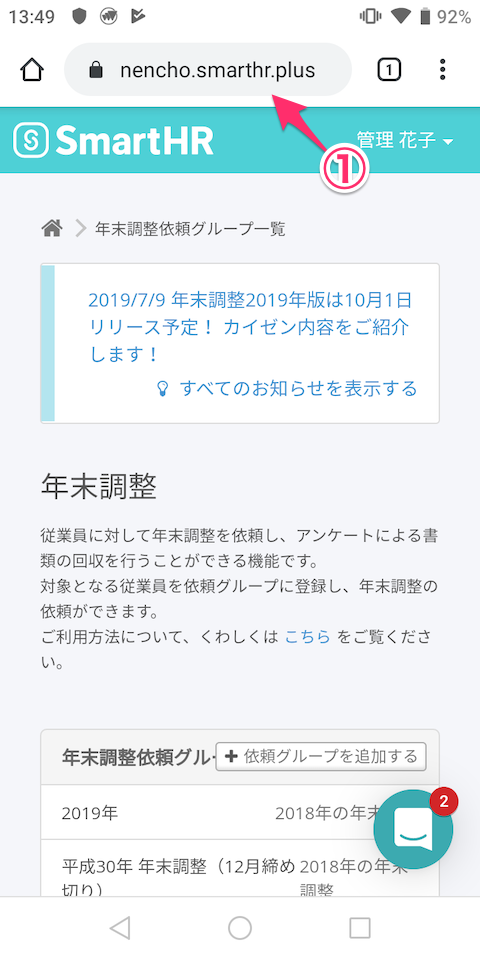 13:49
92%
nencho.smarthr.plus
1
SmartHR
管理 花子
①
年末調整依頼グループ一覧
2019/7/9 年末調整2019年版は10月1日
リリース予定！ カイゼン内容をご紹介
します！
すべてのお知らせを表示する
年末調整
従業員に対して年末調整を依頼し、アンケートによる書
類の回収を行うことができる機能です。
対象となる従業員を依頼グループに登録し、年末調整の
依頼ができます。
ご利用方法について、くわしくは こちら をご覧くださ
い。
年末調整依頼グル
依頼グループを追加する
2
2019年
2018年の年末
平成30年 年末調整（12月締め
切り）
2018年の年末
調整